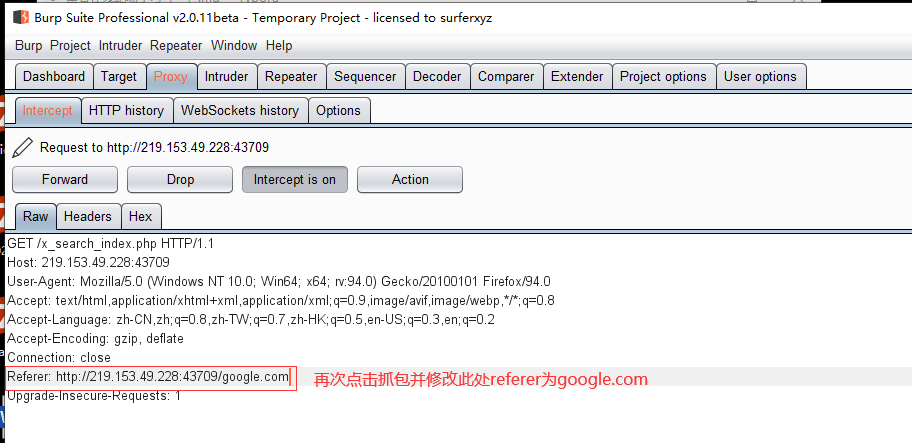 Burp Suite Professional v2.0.11beta - Temporary Project - licensed to surferxyz
Burp Project Intruder Repeater Window Help
Dashboard Target Proxy Intruder Repeater Sequencer Decoder Comparer Extender Project options User options
Intercept HTTP history WebSockets history Options
Request to http://219.153.49.228:43709
Forward Drop Intercept is on Action
Raw Headers Hex
GET /x_search_index.php HTTP/1.1
Host: 219.153.49.228:43709
User-Agent: Mozilla/5.0 (Windows NT 10.0; Win64; x64; rv:94.0) Gecko/20100101 Firefox/94.0
Accept: text/html,application/xhtml+xml,application/xml;q=0.9,image/avif,image/webp,*/*;q=0.8
Accept-Language: zh-CN,zh;q=0.8,zh-TW;q=0.7,zh-HK;q=0.5,en-US;q=0.3,en;q=0.2
Accept-Encoding: gzip, deflate
Connection: close
Referer: http://219.153.49.228:43709/google.com 再次点击抓包并修改此处referer为google.com
Upgrade-Insecure-Requests: 1